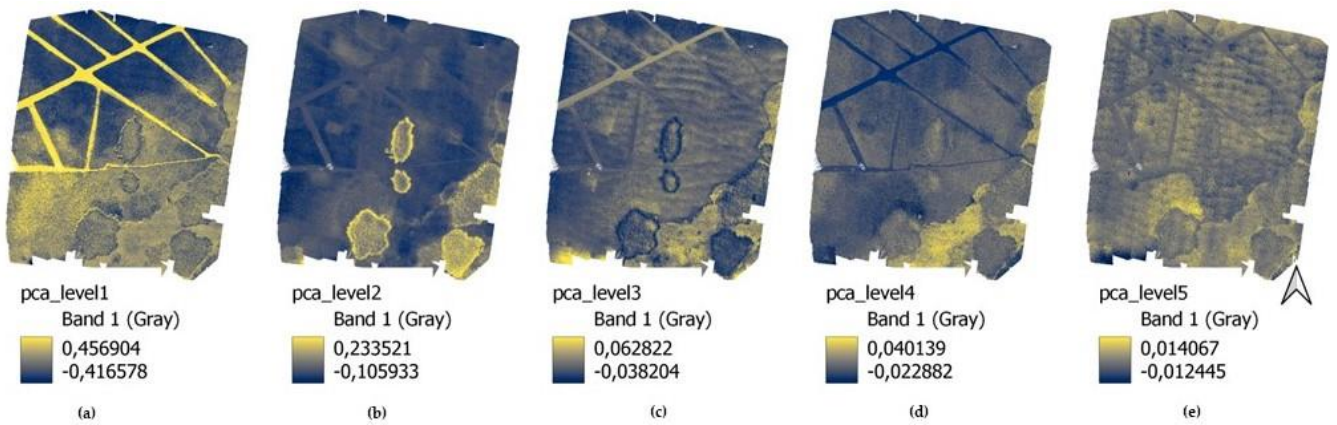 pca_level1
Band 1 (Gray)
0,456904
-0,416578
(a)
pca_level2
Band 1 (Gray)
0,233521
-0,105933
(b)
pca_level3
Band 1 (Gray)
0,062822
-0,038204
(c)
pca_level4
Band 1 (Gray)
0,040139
-0,022882
(d)
pca_level5
Band 1 (Gray)
0,014067
-0,012445
(e)